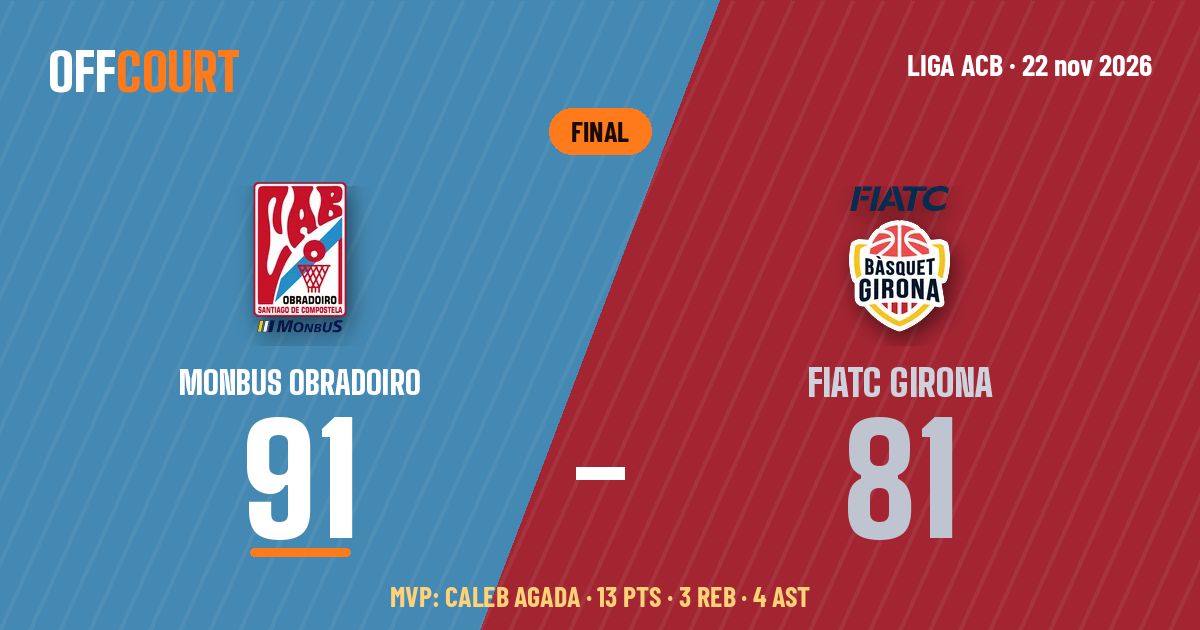 OFFCOURT
LIGA ACB · 22 nov 2026
FINAL
CAB
OBRADOIRO
SANTIAGO DE COMPOSTELA
MONBUS
FIATC
BÀSQUET
GIRONA
MONBUS OBRADOIRO
FIATC GIRONA
91
–
81
MVP: CALEB AGADA · 13 PTS · 3 REB · 4 AST